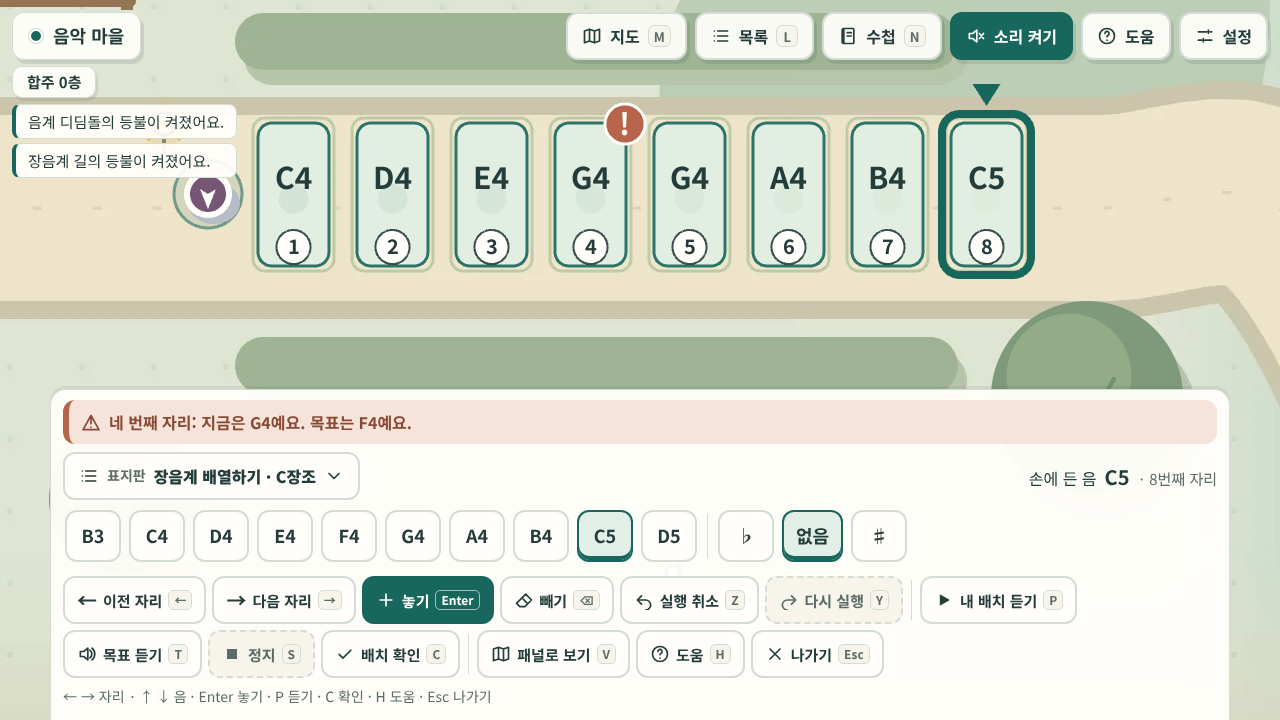 음악 마을
지도 M
목록 L
수첩 N
소리 켜기
도움
설정
합주 0층
음계 디딤돌의 등불이 켜졌어요.
장음계 길의 등불이 켜졌어요.
C4 D4 E4 G4 G4 A4 B4 C5
!
1 2 3 4 5 6 7 8
네 번째 자리: 지금은 G4예요. 목표는 F4예요.
표지판 장음계 배열하기 · C장조
손에 든 음 C5 · 8번째 자리
B3 C4 D4 E4 F4 G4 A4 B4 C5 D5 ♭ 없음 ♯
← 이전 자리 ←
→ 다음 자리 →
+ 놓기 Enter
빼기 ⌫
실행 취소 Z
다시 실행 Y
내 배치 듣기 P
목표 듣기 T
정지 S
배치 확인 C
패널로 보기 V
도움 H
나가기 Esc
← → 자리 · ↑ ↓ 음 · Enter 놓기 · P 듣기 · C 확인 · H 도움 · Esc 나가기